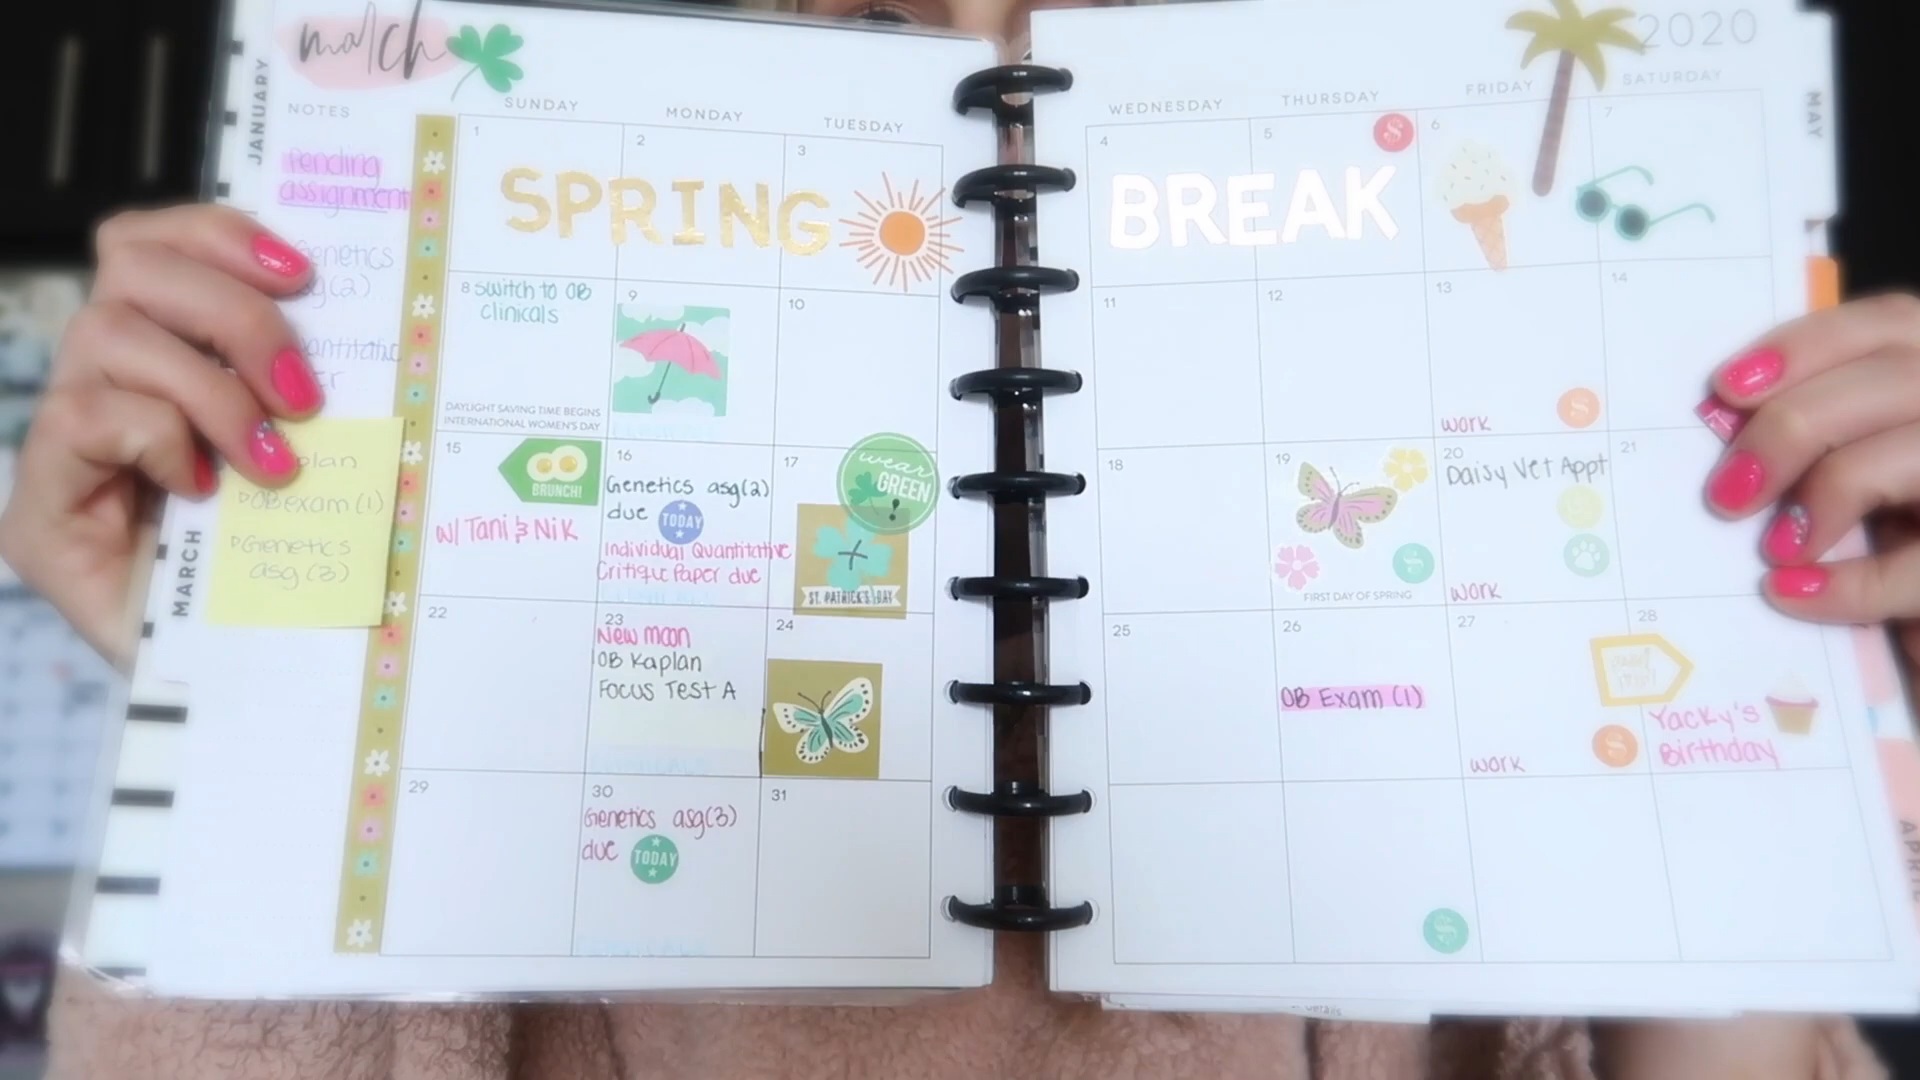 march
2020
JANUARY
NOTES
SUNDAY
MONDAY
TUESDAY
WEDNESDAY
THURSDAY
FRIDAY
SATURDAY
MAY
Pending
assignment
enetics
(2)
1
2
3
4
5
6
7
SPRING
BREAK
8 switch to OB
clinicals
DAYLIGHT SAVING TIME BEGINS
INTERNATIONAL WOMEN'S DAY
9
10
11
12
13
work
14
plan
OB exam (1)
Genetics
asg (3)
MARCH
15
BRUNCH!
w/ Tani & Nik
16
Genetics asg(2)
due
TODAY
Individual Quantitative
Critique Paper due
17
wear
GREEN
ST. PATRICK'S DAY
18
19
FIRST DAY OF SPRING
20
Daisy Vet Appt
work
21
22
23
New moon
OB Kaplan
Focus Test A
24
25
26
OB Exam (1)
27
work
28
Yacky's
Birthday
29
30
Genetics asg(3)
due
TODAY
31